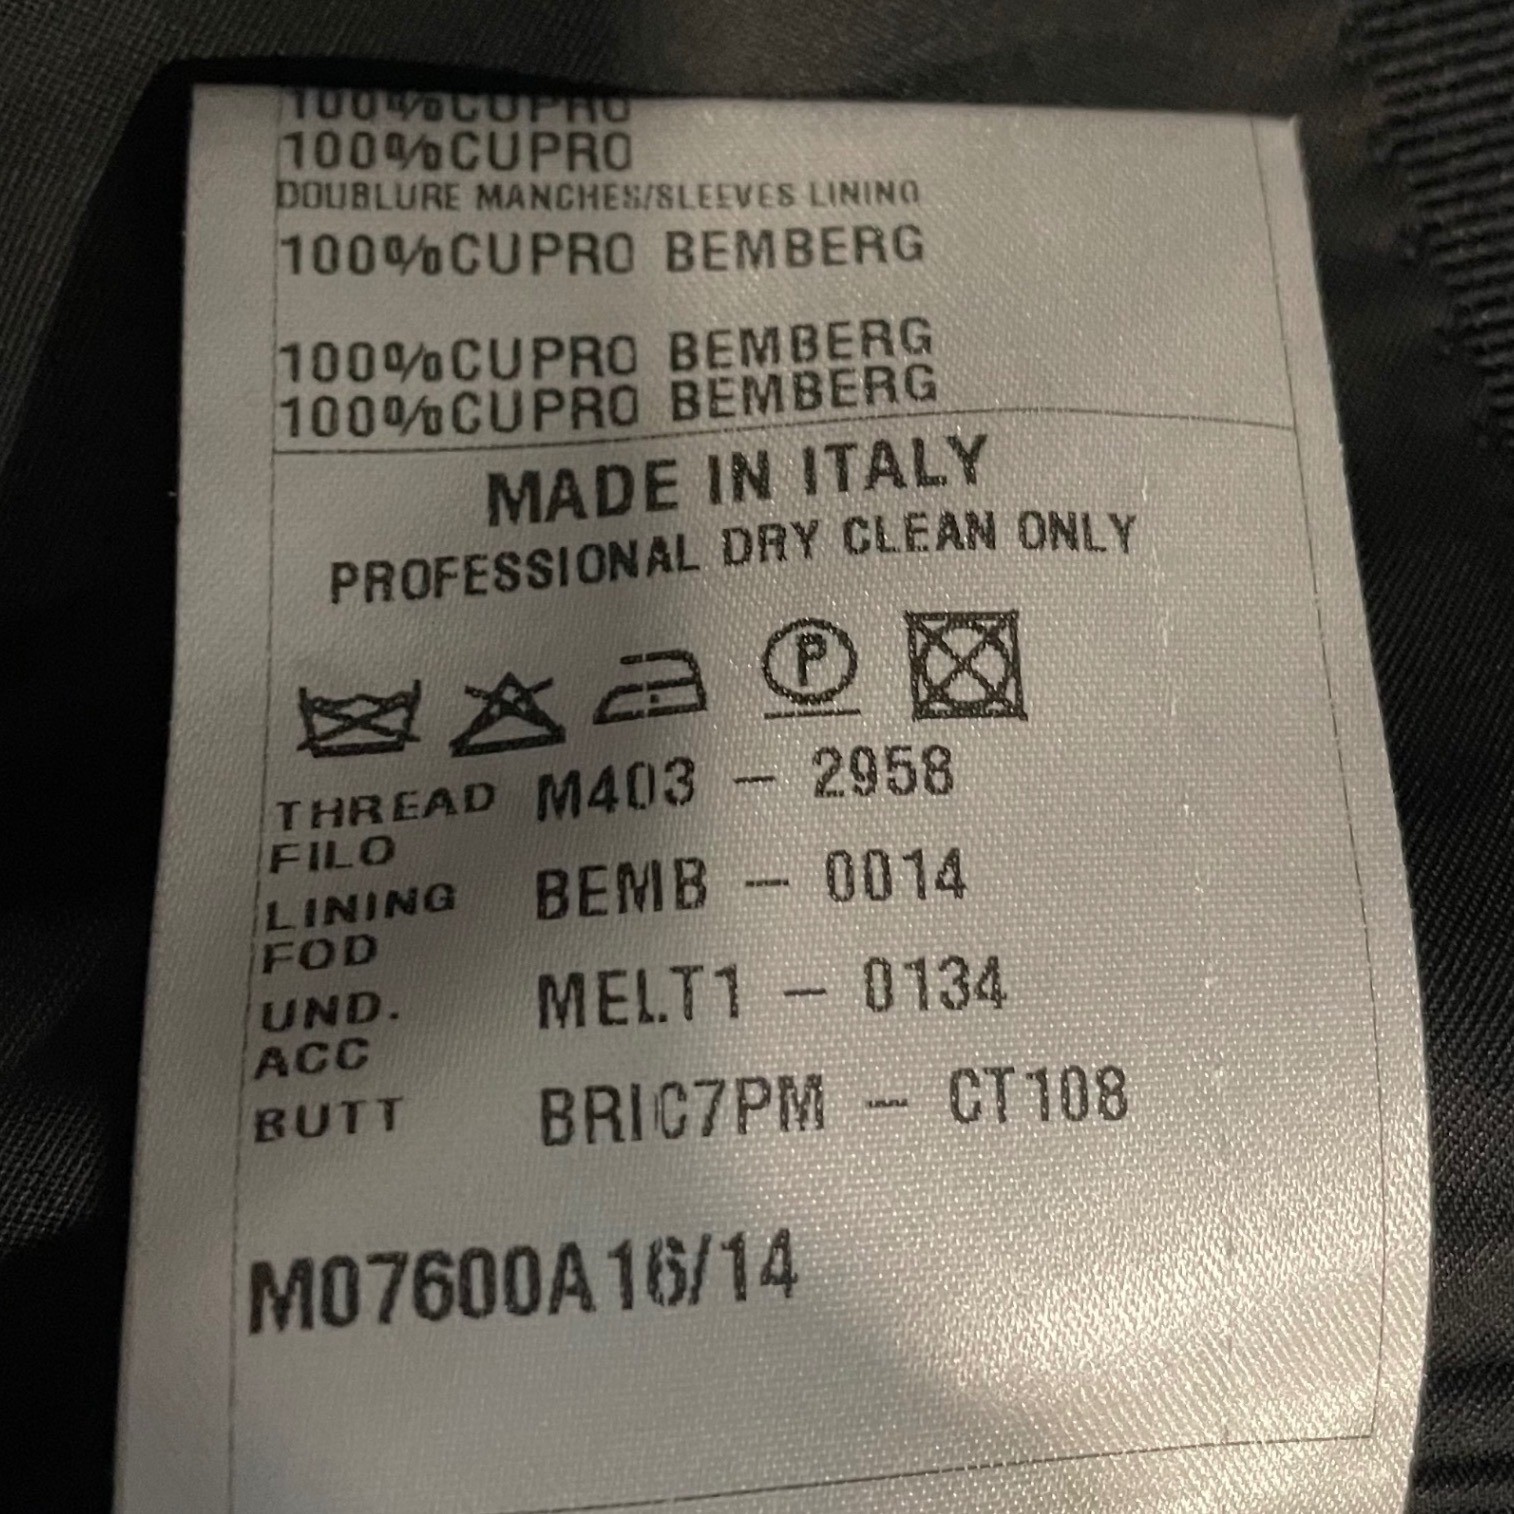 100%CUPRO
100%CUPRO
DOUBLURE MANCHES/SLEEVES LINING
100%CUPRO BEMBERG
100%CUPRO BEMBERG
100%CUPRO BEMBERG
MADE IN ITALY
PROFESSIONAL DRY CLEAN ONLY
P
THREAD M403 - 2958
FILO
LINING BEMB - 0014
FOD
UND. MELT1 - 0134
ACC
BUTT BRIC7PM - CT108
M07600A16/14